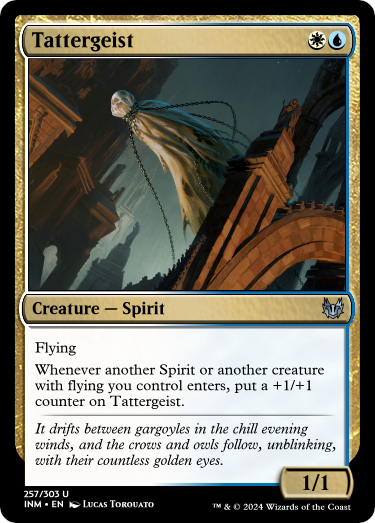 Tattergeist
Creature — Spirit
Flying
Whenever another Spirit or another creature
with flying you control enters, put a +1/+1
counter on Tattergeist.
It drifts between gargoyles in the chill evening
winds, and the crows and owls follow, unblinking,
with their countless golden eyes.
1/1
257/303 U
INM • EN Lucas Torquato
™ & © 2024 Wizards of the Coast